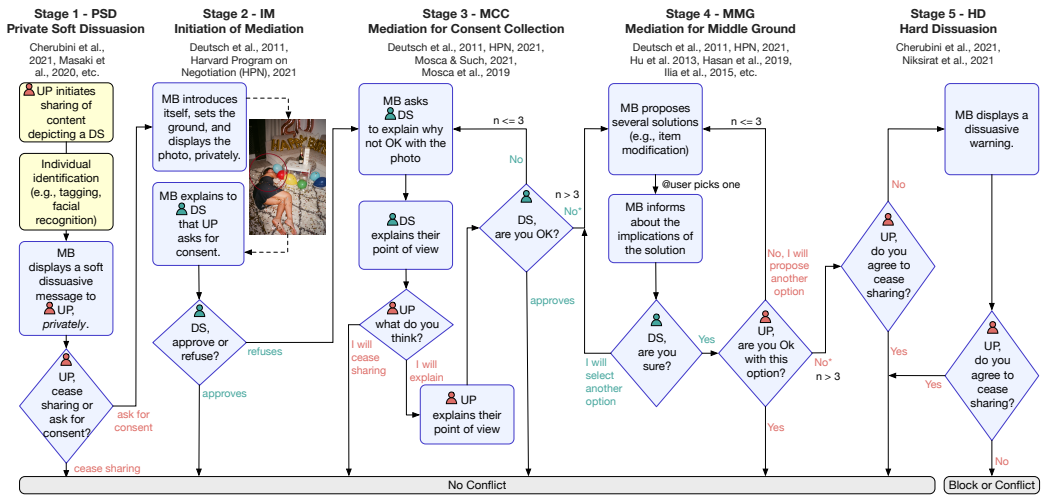 Stage 1 - PSD
Private Soft Dissuasion
Cherubini et al.,
2021, Masaki
et al., 2020, etc.
UP initiates
sharing of
content
depicting a DS
Individual
identification
(e.g., tagging,
facial
recognition)
MB
displays a soft
dissuasive
message to
UP,
privately.
UP,
cease
sharing or
ask for
consent?
ask for
consent
cease sharing
Stage 2 - IM
Initiation of Mediation
Deutsch et al., 2011,
Harvard Program on
Negotiation (HPN), 2021
MB introduces
itself, sets the
ground, and
displays the
photo, privately.
MB explains to
DS
that UP
asks for
consent.
DS,
approve or
refuse?
refuses
approves
Stage 3 - MCC
Mediation for Consent Collection
Deutsch et al., 2011, HPN, 2021,
Mosca & Such, 2021,
Mosca et al., 2019
MB asks
DS
to explain why
not OK with the
photo
DS
explains their
point of view
UP
what do you
think?
I will
cease
sharing
I will
explain
UP
explains their
point of view
n <= 3
No
DS,
are you OK?
n > 3
No*
approves
Stage 4 - MMG
Mediation for Middle Ground
Deutsch et al., 2011, HPN, 2021,
Hu et al. 2013, Hasan et al., 2019,
Ilia et al., 2015, etc.
MB proposes
several solutions
(e.g., item
modification)
n <= 3
@user picks one
MB informs
about the
implications of
the solution
No, I will
propose
another
option
DS,
are you
sure?
Yes
I will
select
another
option
UP,
are you Ok
with this
option?
No*
n > 3
Yes
Stage 5 - HD
Hard Dissuasion
Cherubini et al., 2021,
Niksirat et al., 2021
MB displays a
dissuasive
warning.
No
UP,
do you
agree to
cease
sharing?
Yes
UP,
do you
agree to
cease
sharing?
Yes
No
No Conflict
Block or Conflict